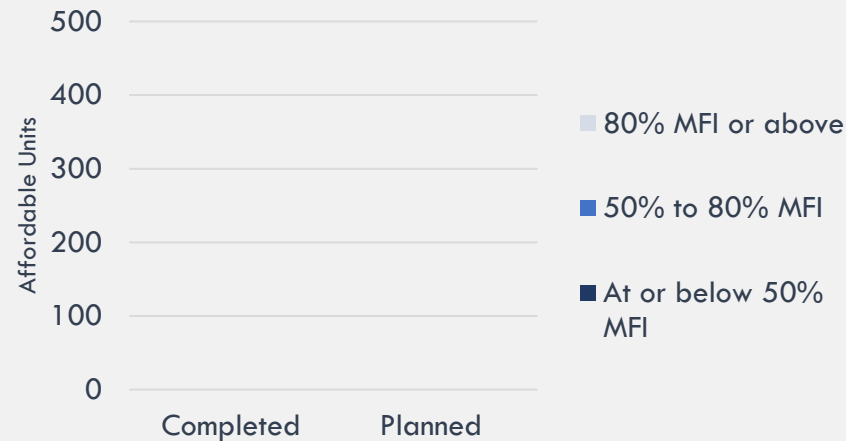 500
400
300
200
100
0
Affordable Units
Completed
Planned
80% MFI or above
50% to 80% MFI
At or below 50%
MFI